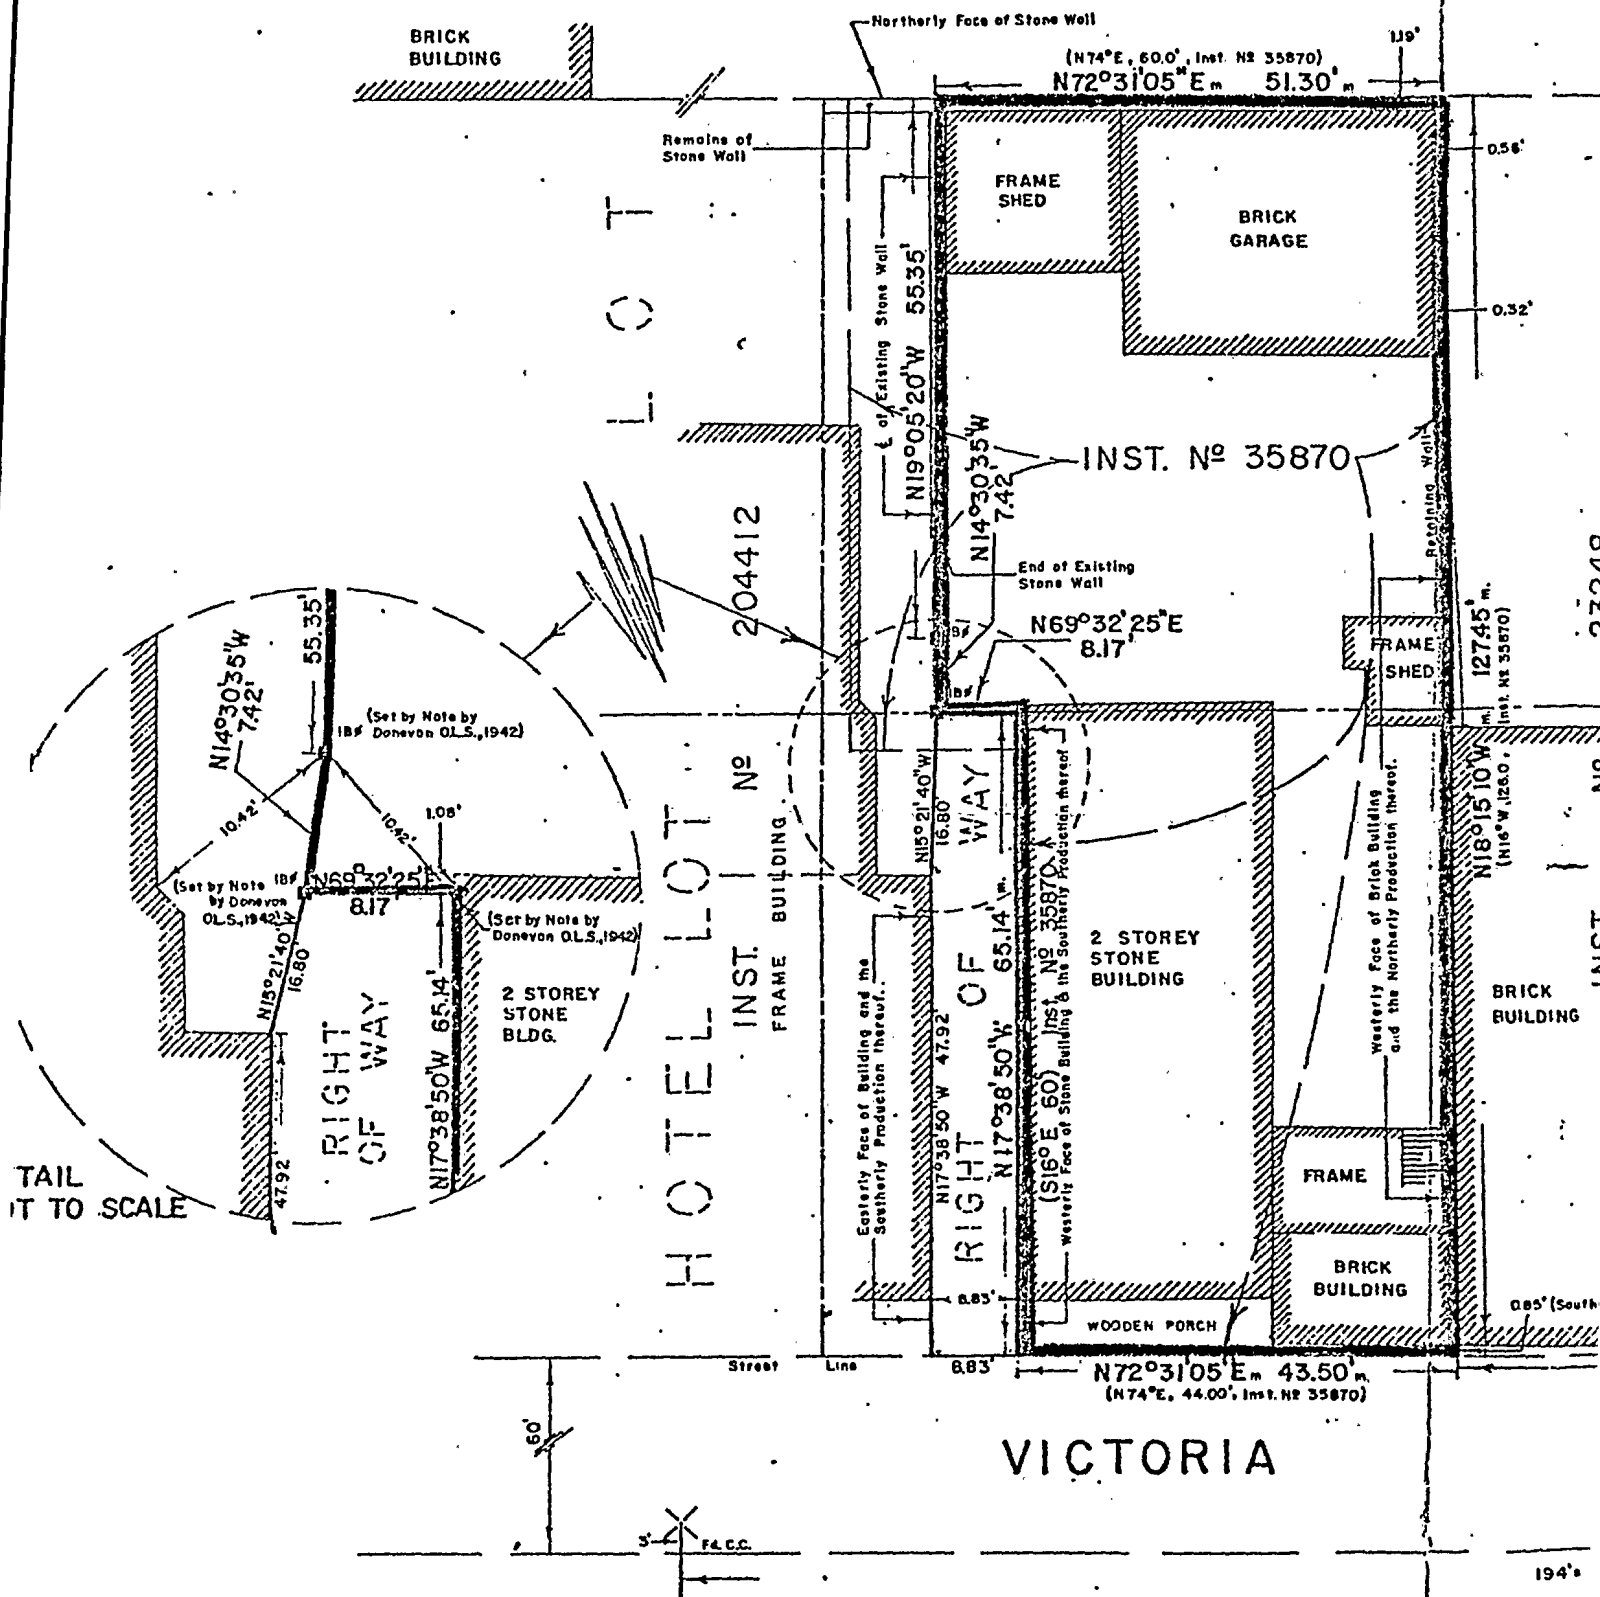 Northerly Face of Stone Wall
BRICK
BUILDING
(N74°E, 60.0', Inst. Nº 35870)
N72°31'05"E m 51.30' m
1.19'
Remains of
Stone Wall
0.56'
FRAME
SHED
BRICK
GARAGE
0.32'
LOT
℄ of Existing Stone Wall
N19°05'20"W 55.35'
N14°30'35"W
7.42'
INST. Nº 35870
Retaining Wall
End of Existing
Stone Wall
N69°32'25"E
8.17'
IBø
IBø
FRAME
SHED
N18°15'10"W m. 127.45' m.
(N16°W, 126.0', Inst. Nº 35870)
HOTEL LOT
INST. Nº 204412
FRAME BUILDING
N15°21'40"W
16.80'
RIGHT OF WAY
WAY
N17°38'50"W 65.14' m.
(S16°E 60') Inst Nº 35870
Westerly Face of Stone Building & the Southerly Production thereof
Easterly Face of Building and the
Southerly Production thereof.
N17°38'50"W 47.92'
2 STOREY
STONE
BUILDING
Westerly Face of Brick Building
and the Northerly Production thereof.
BRICK
BUILDING
INST Nº
FRAME
BRICK
BUILDING
8.83'
WOODEN PORCH
0.85' (South
Street Line
8.83'
N72°31'05"E m 43.50' m.
(N74°E, 44.00', Inst. Nº 35870)
60'
VICTORIA
3'
Fd. C.C.
194'±
55.35'
N14°30'35"W
7.42'
IBø (Set by Note by
Donevan O.L.S., 1942)
10.42'
10.42'
1.08'
(Set by Note IBø
by Donevan
O.L.S., 1942)
N69°32'25"E
8.17'
(Set by Note by
Donevan O.L.S., 1942)
N15°21'40"W
16.80'
RIGHT
OF WAY
N17°38'50"W 65.14'
2 STOREY
STONE
BLDG.
47.92'
TAIL
T TO SCALE